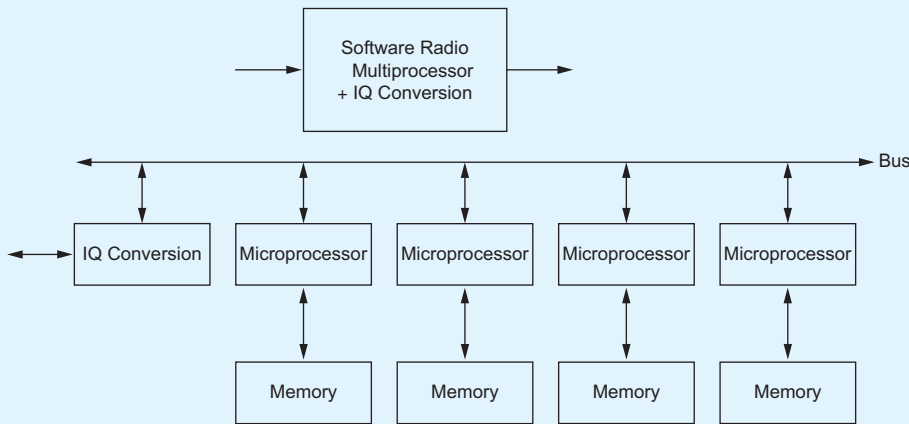 Software Radio
Multiprocessor
+ IQ Conversion
Bus
IQ Conversion
Microprocessor
Microprocessor
Microprocessor
Microprocessor
Memory
Memory
Memory
Memory